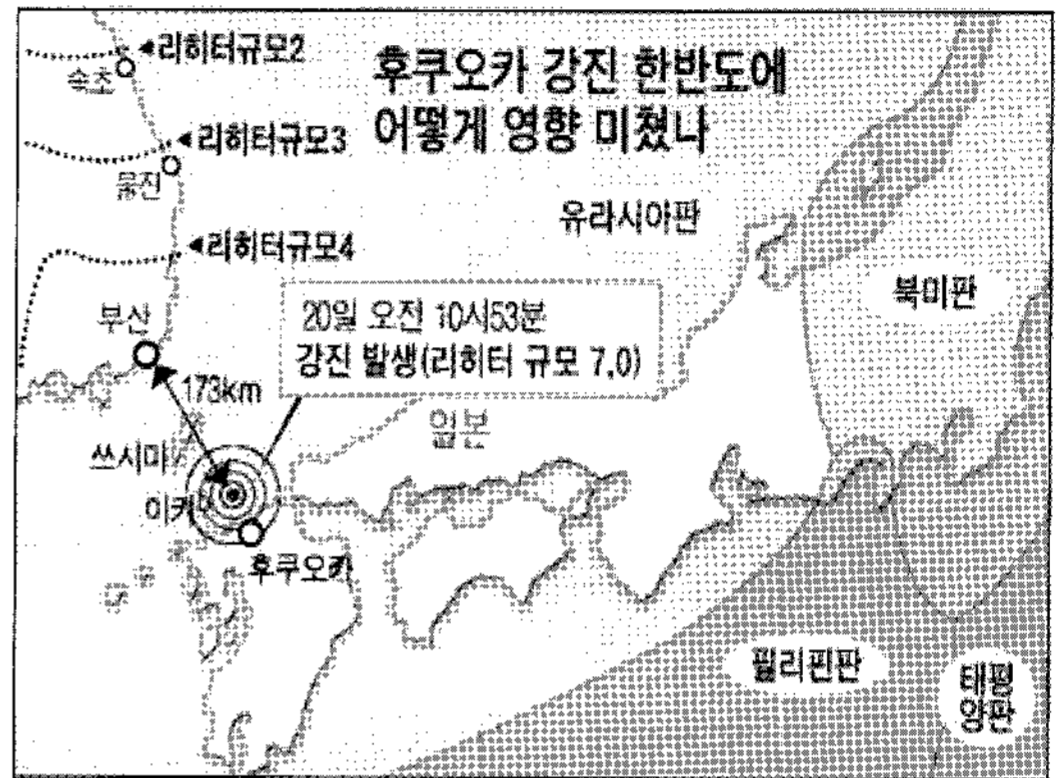 후쿠오카 강진 한반도에
어떻게 영향 미쳤나
◀리히터규모2
속초
◀리히터규모3
울진
◀리히터규모4
유라시아판
북미판
부산
20일 오전 10시53분
강진 발생(리히터 규모 7.0)
173km
일본
쓰시마
이키
후쿠오카
필리핀판
태평
양판